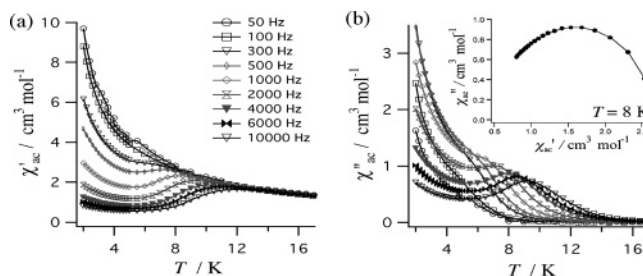 (a)
10
8
6
4
2
0
χ'ac / cm³ mol⁻¹
50 Hz
100 Hz
300 Hz
500 Hz
1000 Hz
2000 Hz
4000 Hz
6000 Hz
10000 Hz
4 8 12 16
T / K
(b)
3
2
1
0
χ"ac / cm³ mol⁻¹
4 8 12 16
T / K
1.0
0.8
0.6
0.4
0.2
0.0
χ"ac / cm³ mol⁻¹
0.0 0.5 1.0 1.5 2.0
χac' / cm³ mol⁻¹
T = 8 K